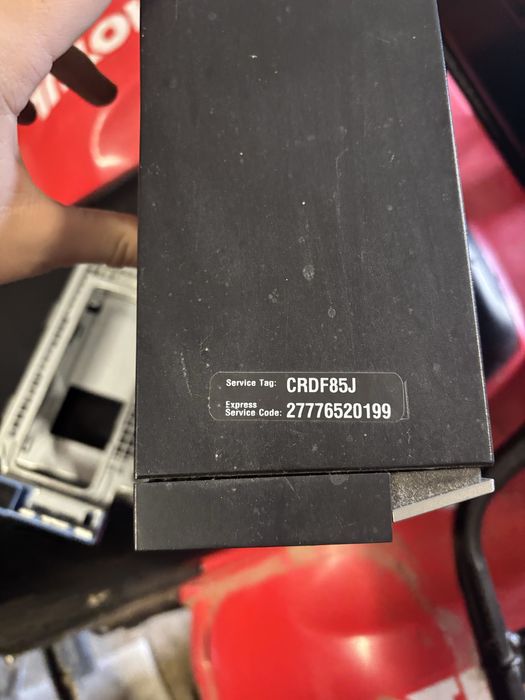 Service Tag: CRDF85J
Express
Service Code: 27776520199